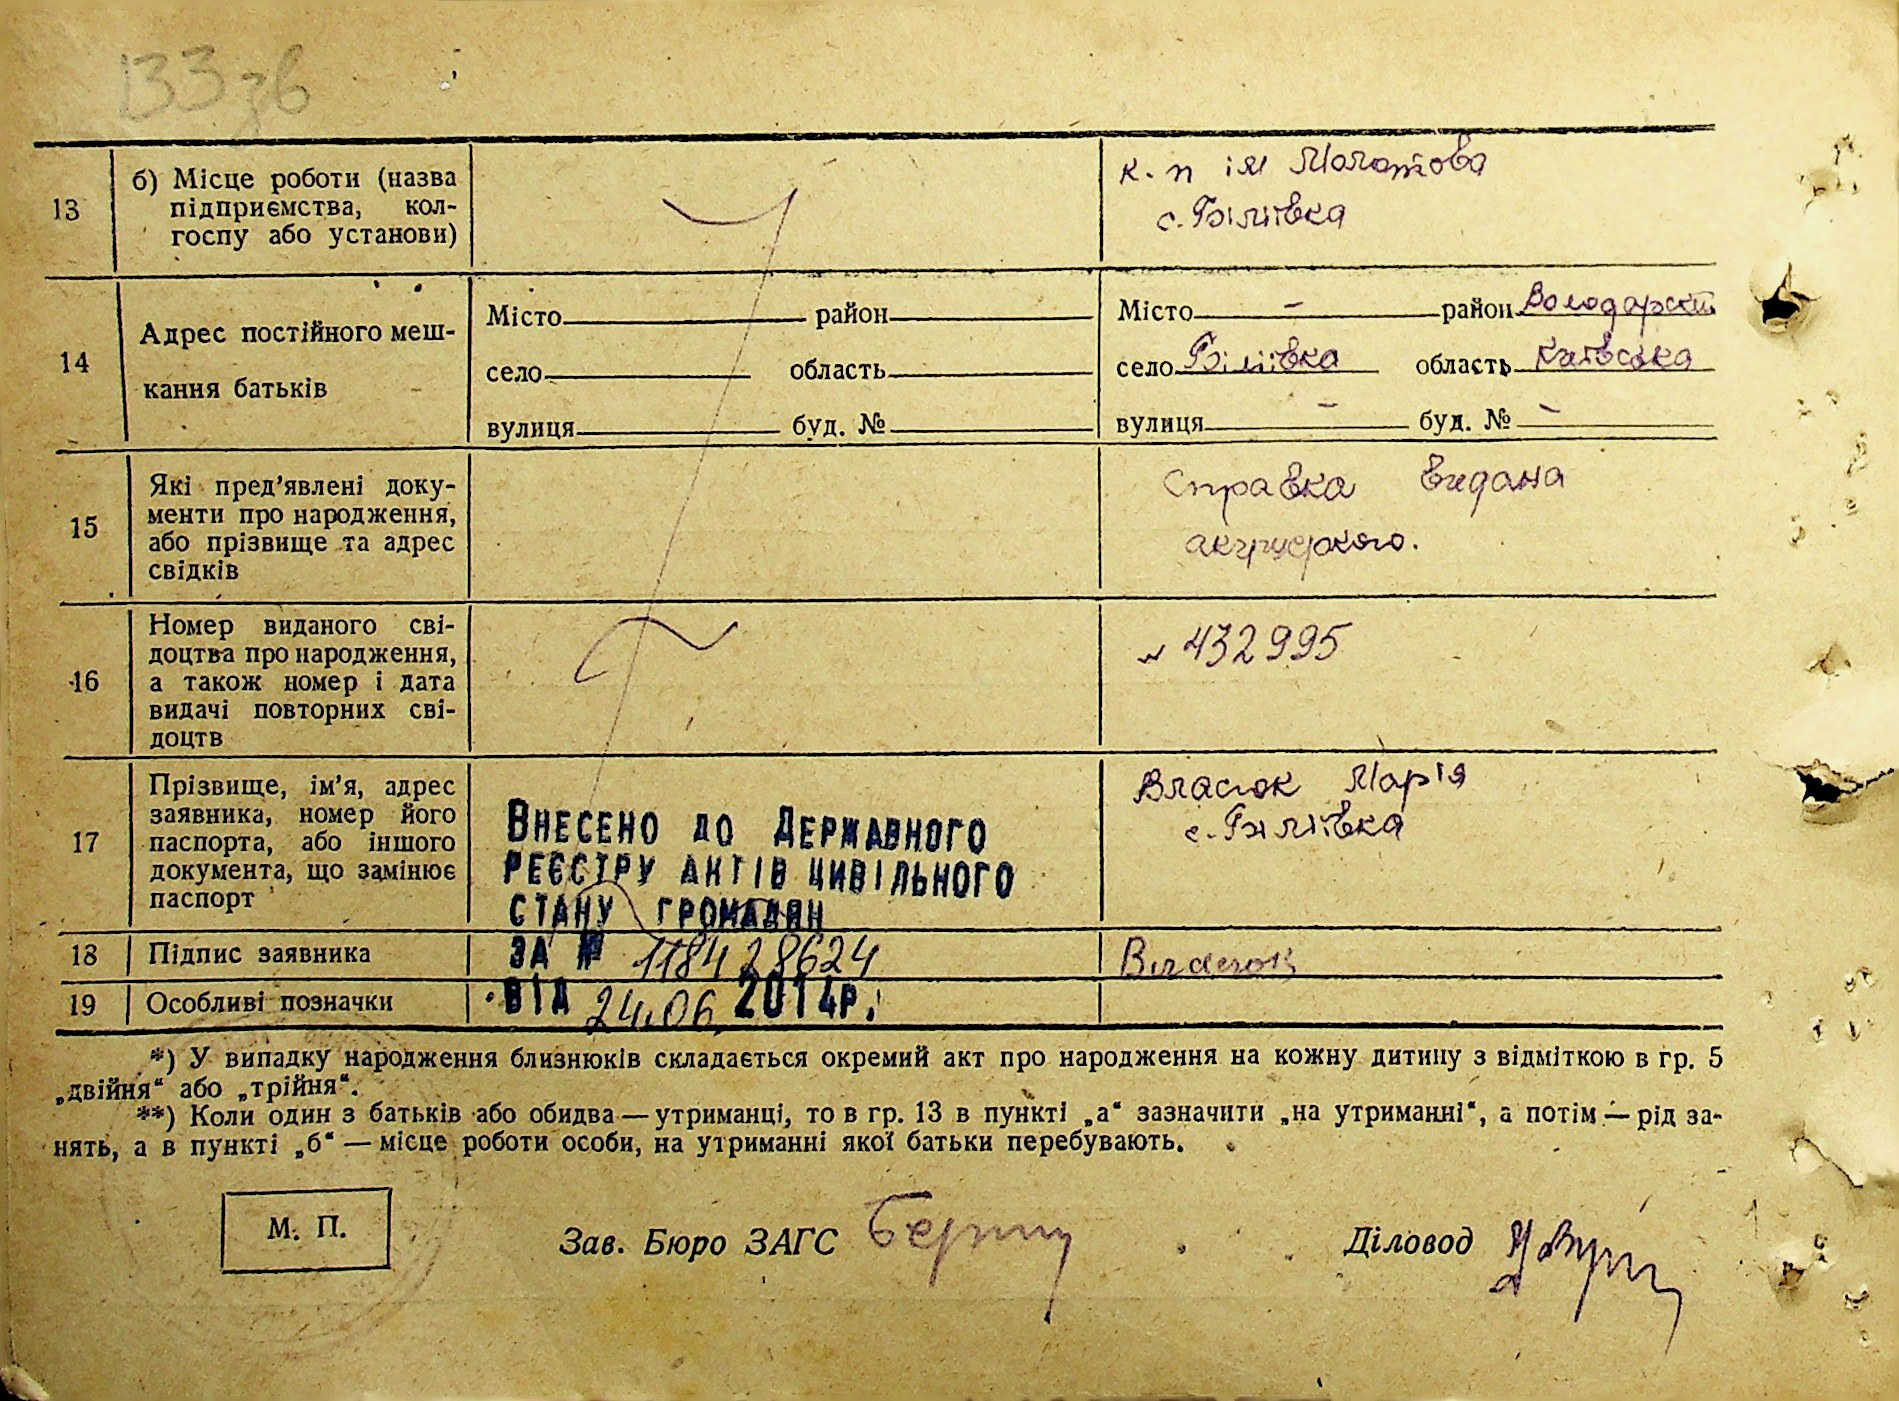 133зв
13
б) Місце роботи (назва
підприємства, кол-
госпу або установи)
к. п ім Молотова
с. Біліївка
14
Адрес постійного меш-
кання батьків
Місто район
село область
вулиця буд. №
Місто - район Володарськ
село Біліївка область Київська
вулиця - буд. № -
15
Які пред’явлені доку-
менти про народження,
або прізвище та адрес
свідків
Справка видана
акушеркою.
16
Номер виданого сві-
доцтва про народження,
а також номер і дата
видачі повторних сві-
доцтв
№ 432995
17
Прізвище, ім’я, адрес
заявника, номер його
паспорта, або іншого
документа, що замінює
паспорт
Власюк Марія
с. Біліївка
Внесено до Державного
реєстру актів цивільного
стану громадян
за № 118428624
від 24.06. 2014р.
18
Підпис заявника
Власюк
19
Особливі позначки
*) У випадку народження близнюків складається окремий акт про народження на кожну дитину з відміткою в гр. 5
„двійня“ або „трійня“.
**) Коли один з батьків або обидва — утриманці, то в гр. 13 в пункті „а“ зазначити „на утриманні“, а потім — рід за-
нять, а в пункті „б“ — місце роботи особи, на утриманні якої батьки перебувають.
М. П.
Зав. Бюро ЗАГС
Діловод